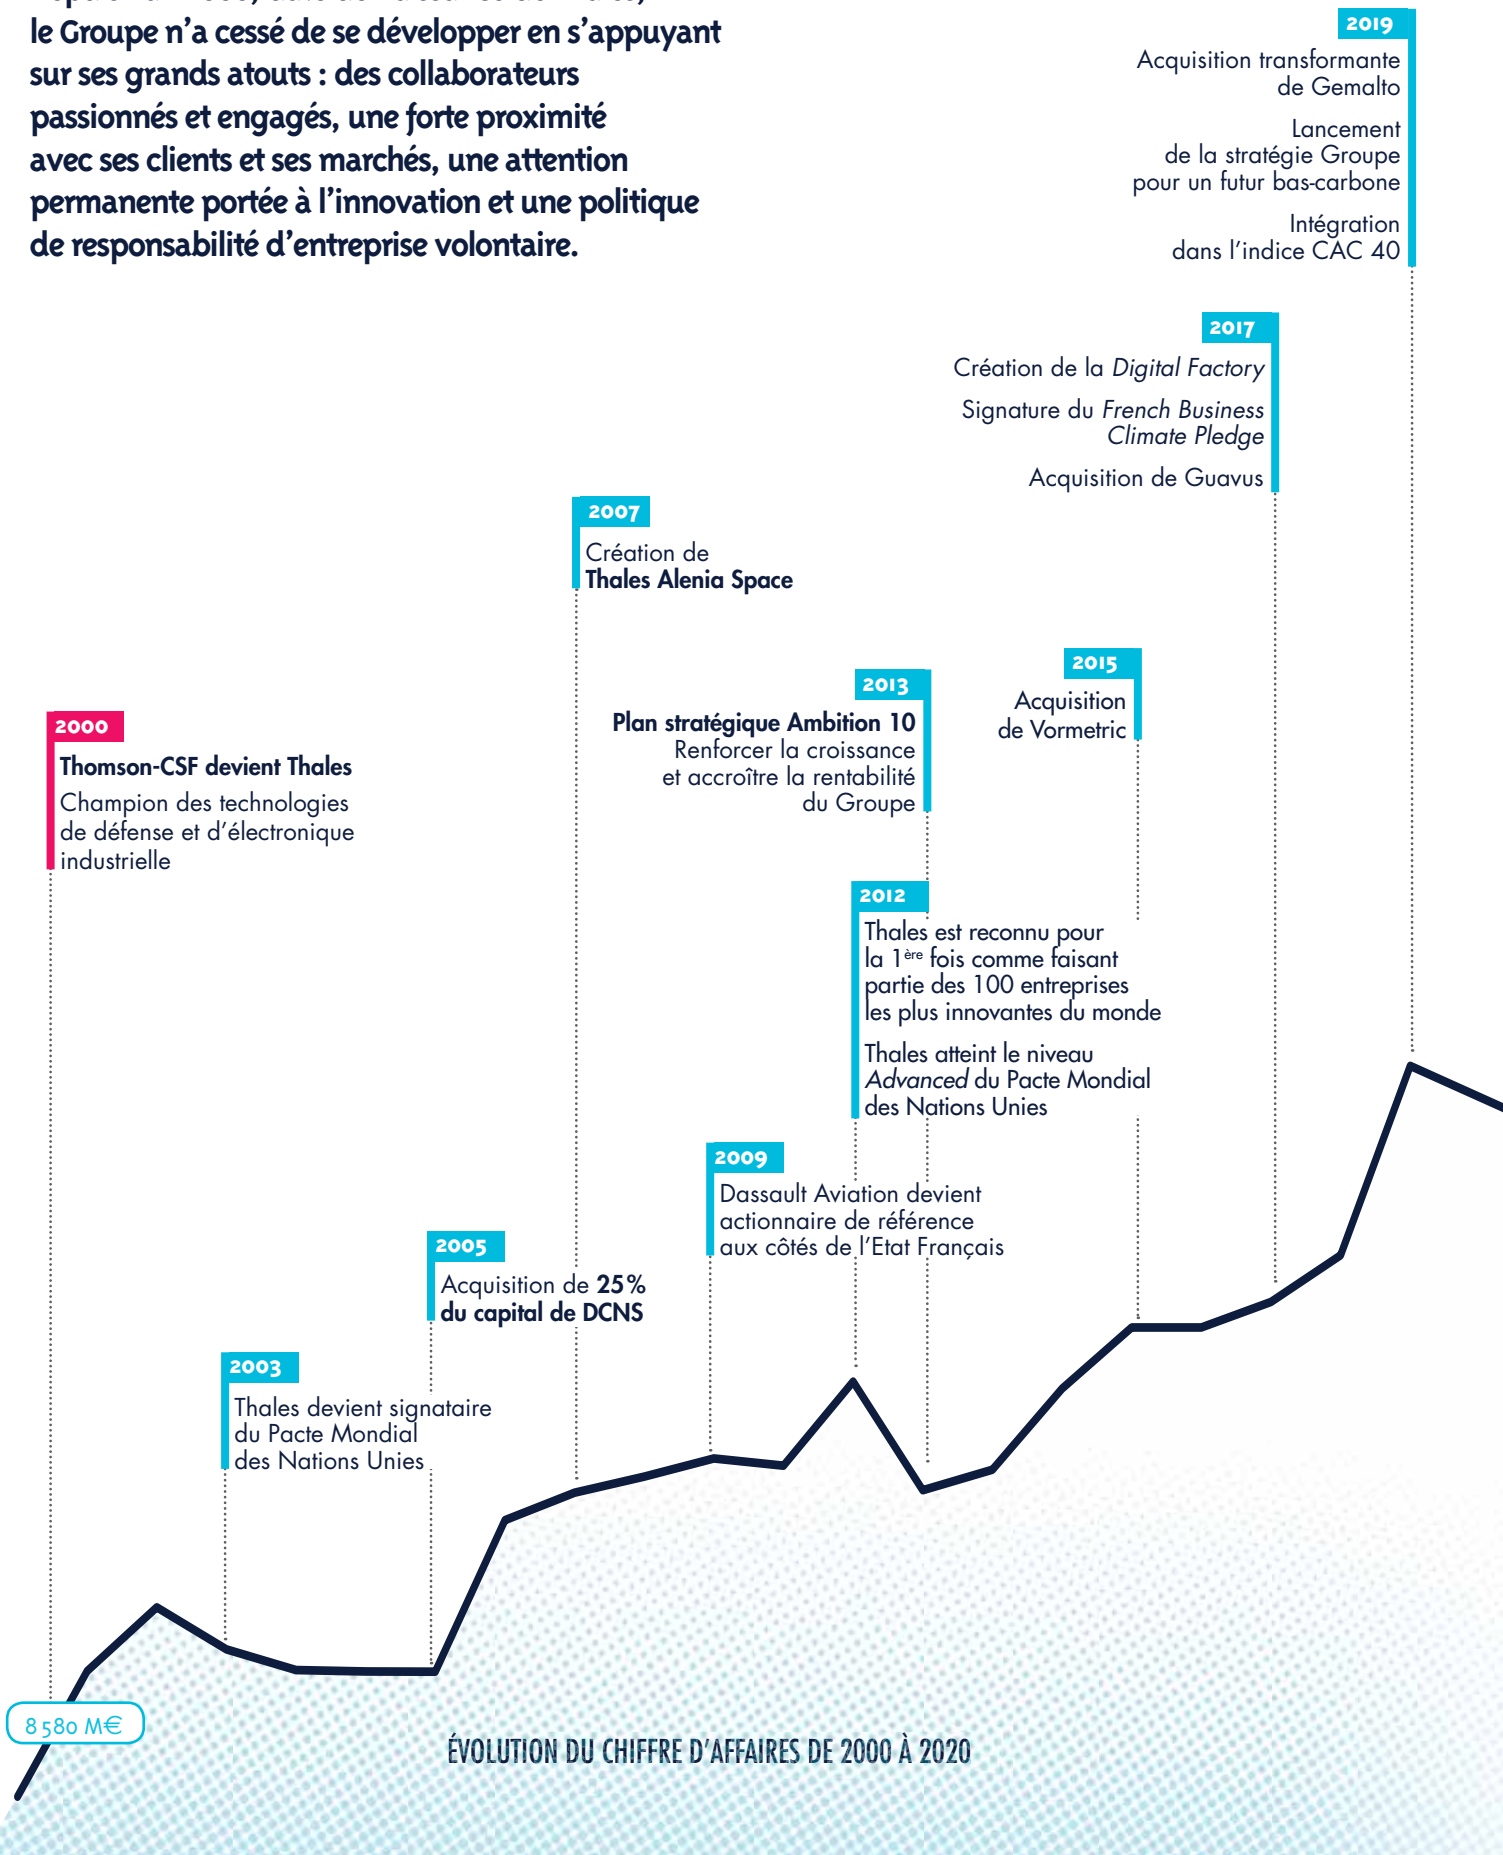 le Groupe n’a cessé de se développer en s’appuyant
sur ses grands atouts : des collaborateurs
passionnés et engagés, une forte proximité
avec ses clients et ses marchés, une attention
permanente portée à l’innovation et une politique
de responsabilité d’entreprise volontaire.
2019
Acquisition transformante
de Gemalto
Lancement
de la stratégie Groupe
pour un futur bas-carbone
Intégration
dans l’indice CAC 40
2017
Création de la Digital Factory
Signature du French Business
Climate Pledge
Acquisition de Guavus
2007
Création de
Thales Alenia Space
2015
Acquisition
de Vormetric
2013
Plan stratégique Ambition 10
Renforcer la croissance
et accroître la rentabilité
du Groupe
2000
Thomson-CSF devient Thales
Champion des technologies
de défense et d’électronique
industrielle
2012
Thales est reconnu pour
la 1ère fois comme faisant
partie des 100 entreprises
les plus innovantes du monde
Thales atteint le niveau
Advanced du Pacte Mondial
des Nations Unies
2009
Dassault Aviation devient
actionnaire de référence
aux côtés de l’Etat Français
2005
Acquisition de 25%
du capital de DCNS
2003
Thales devient signataire
du Pacte Mondial
des Nations Unies
8 580 M€
ÉVOLUTION DU CHIFFRE D’AFFAIRES DE 2000 À 2020